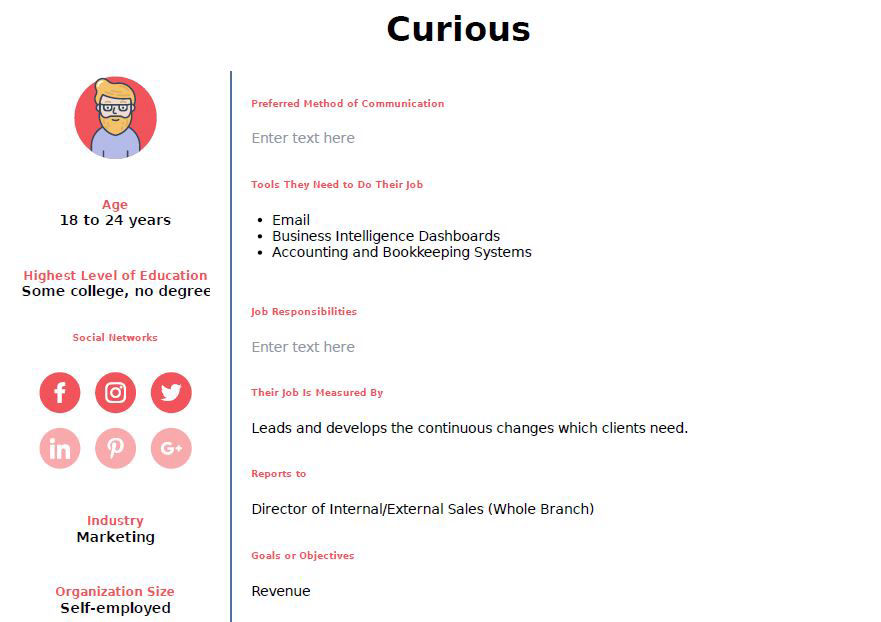 Curious
Age
18 to 24 years
Highest Level of Education
Some college, no degree
Social Networks
f
in
G+
Industry
Marketing
Organization Size
Self-employed
Preferred Method of Communication
Enter text here
Tools They Need to Do Their Job
• Email
• Business Intelligence Dashboards
• Accounting and Bookkeeping Systems
Job Responsibilities
Enter text here
Their Job Is Measured By
Leads and develops the continuous changes which clients need.
Reports to
Director of Internal/External Sales (Whole Branch)
Goals or Objectives
Revenue